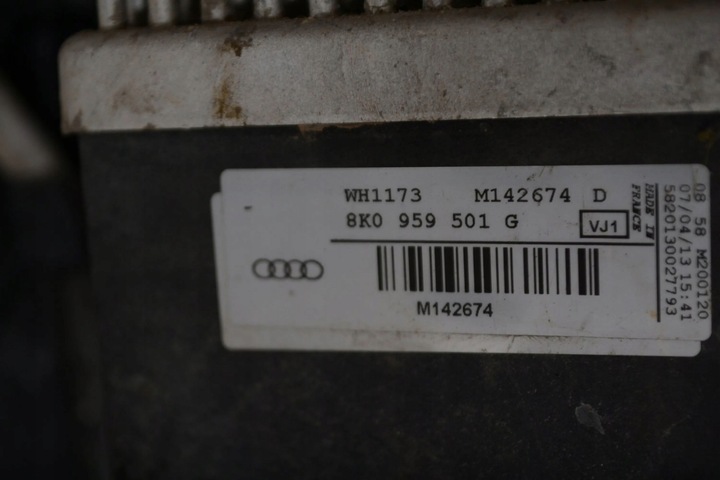 WH1173 M142674 D
8K0 959 501 G
VJ1
M142674
MADE IN
FRANCE
5820130027793
07/04/13 15:41
08 58 M200120